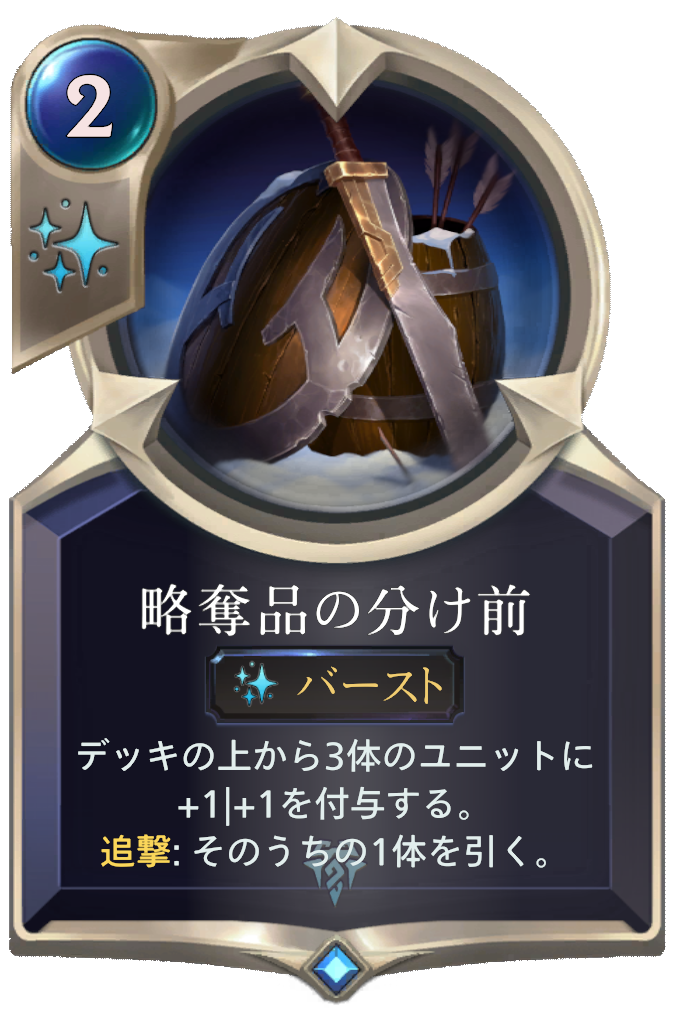 2
略奪品の分け前
バースト
デッキの上から3体のユニットに
+1|+1を付与する。
追撃: そのうちの1体を引く。